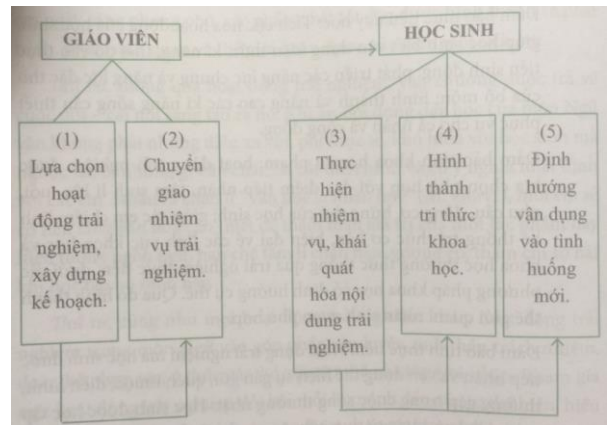 GIÁO VIÊN
HỌC SINH
(1)
Lựa chọn
hoạt
động trải
nghiệm,
xây dựng
kế hoạch.
(2)
Chuyển
giao
nhiệm
vụ trải
nghiệm.
(3)
Thực
hiện
nhiệm
vụ, khái
quát
hóa nội
dung trải
nghiệm.
(4)
Hình
thành
tri thức
khoa
học.
(5)
Định
hướng
vận dụng
vào tình
huống
mới.